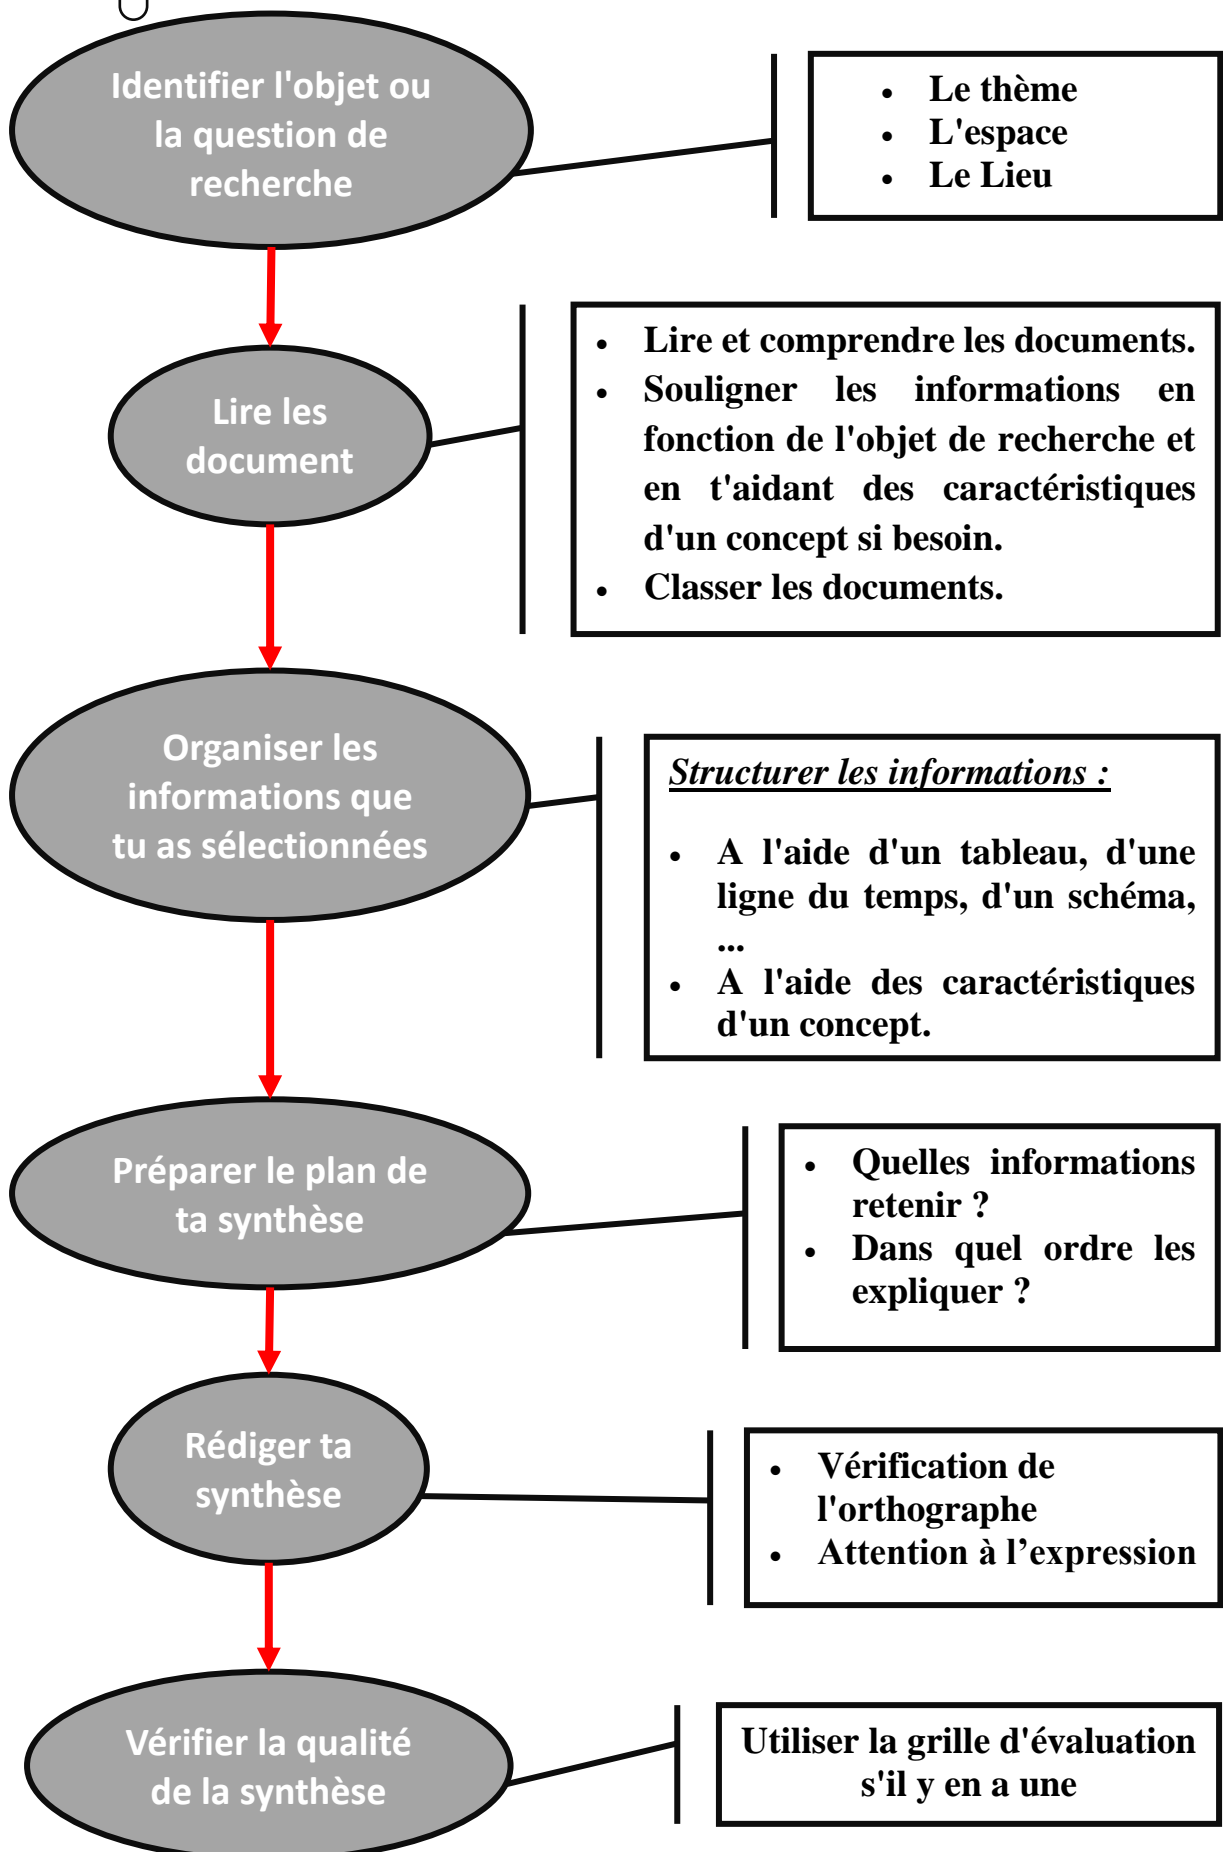 Identifier l'objet ou
la question de
recherche
• Le thème
• L'espace
• Le Lieu
Lire les
document
• Lire et comprendre les documents.
• Souligner les informations en
fonction de l'objet de recherche et
en t'aidant des caractéristiques
d'un concept si besoin.
• Classer les documents.
Organiser les
informations que
tu as sélectionnées
Structurer les informations :
• A l'aide d'un tableau, d'une
ligne du temps, d'un schéma,
...
• A l'aide des caractéristiques
d'un concept.
Préparer le plan de
ta synthèse
• Quelles informations
retenir ?
• Dans quel ordre les
expliquer ?
Rédiger ta
synthèse
• Vérification de
l'orthographe
• Attention à l’expression
Vérifier la qualité
de la synthèse
Utiliser la grille d'évaluation
s'il y en a une